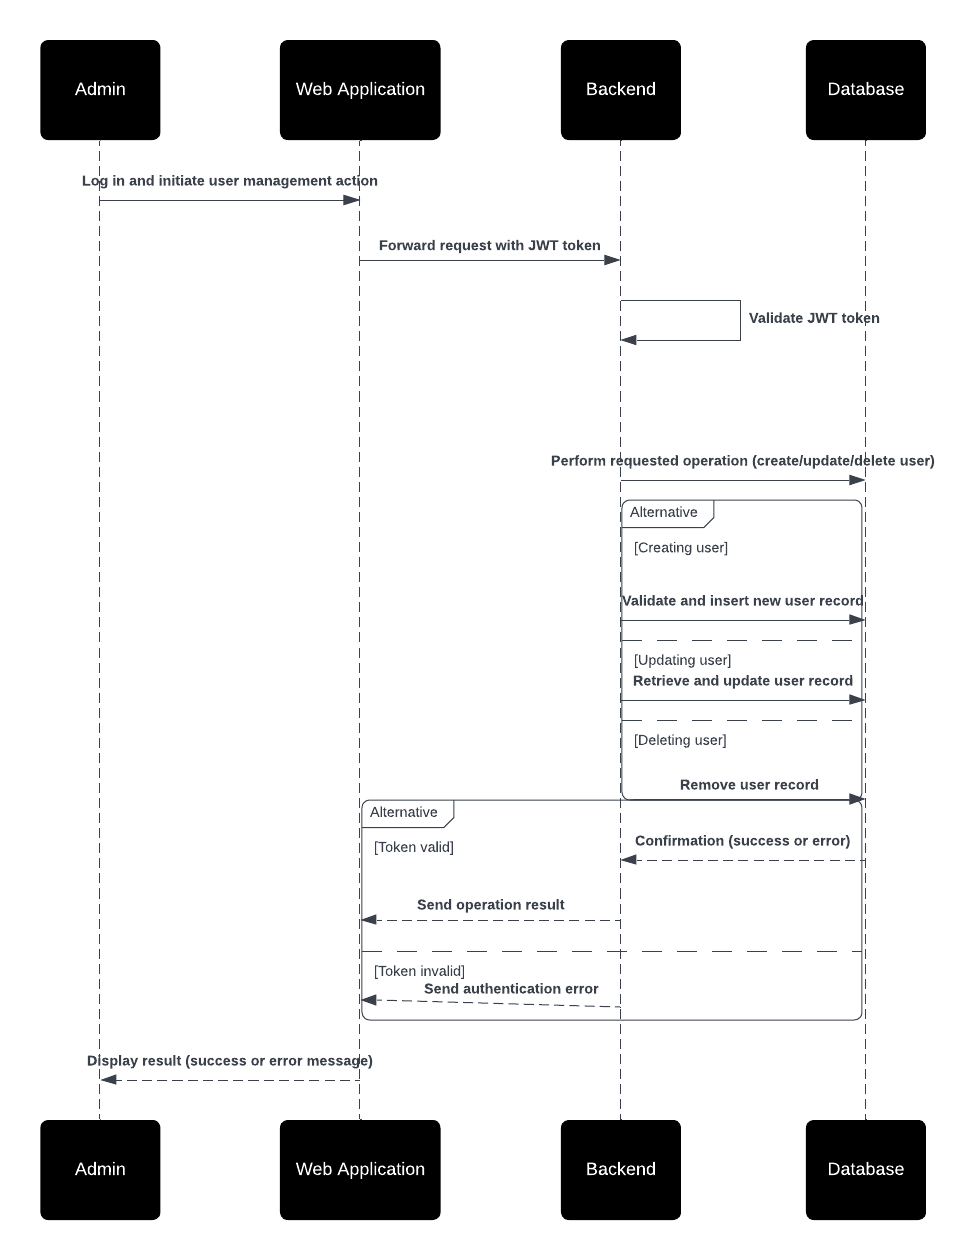 Admin
Web Application
Backend
Database
Log in and initiate user management action
Forward request with JWT token
Validate JWT token
Perform requested operation (create/update/delete user)
Alternative
[Creating user]
Validate and insert new user record
[Updating user]
Retrieve and update user record
[Deleting user]
Remove user record
Alternative
Confirmation (success or error)
[Token valid]
Send operation result
[Token invalid]
Send authentication error
Display result (success or error message)
Admin
Web Application
Backend
Database